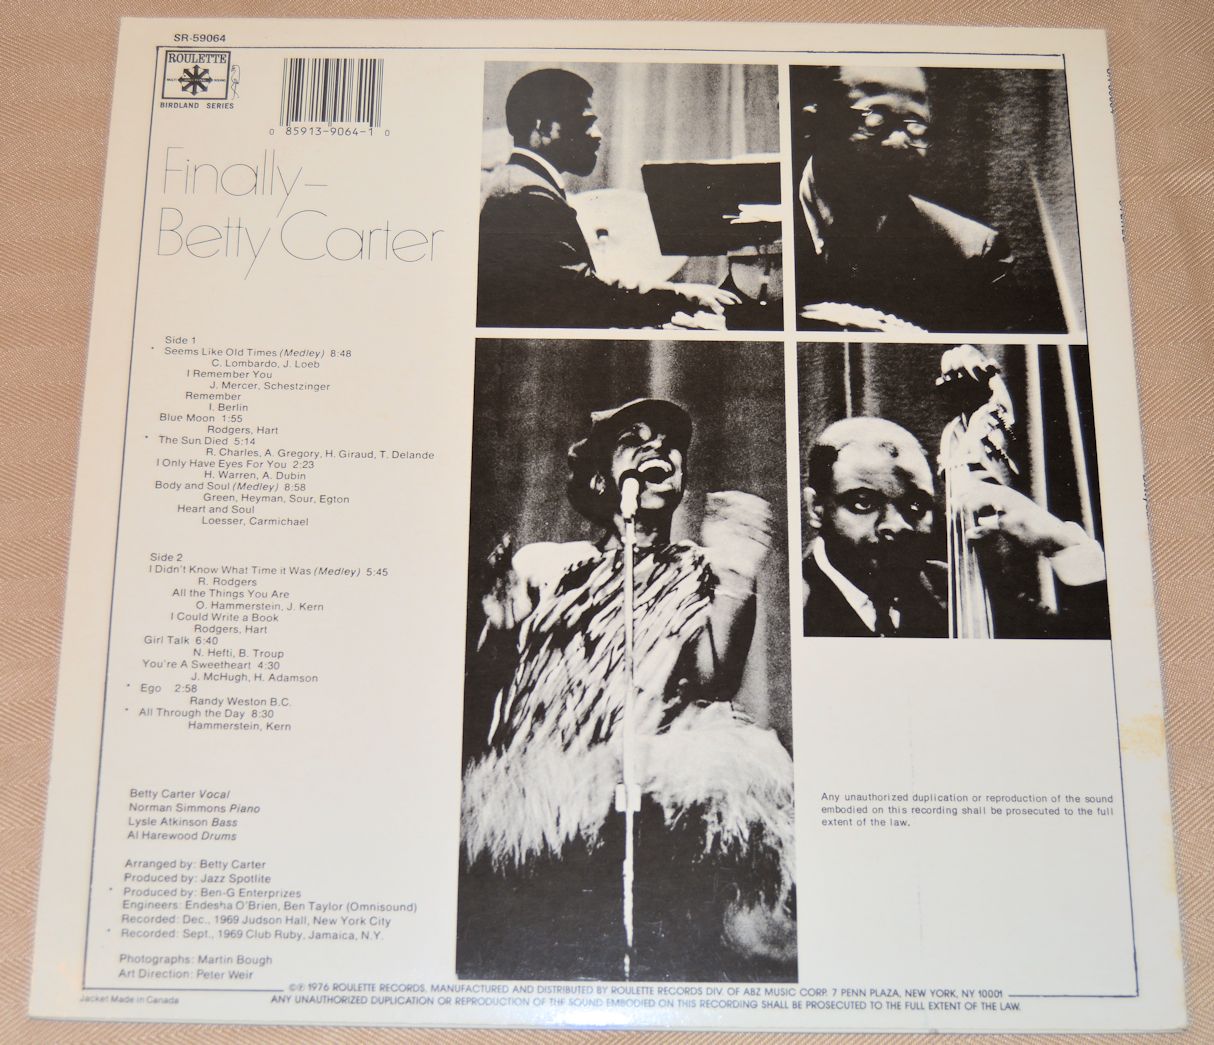 SR-59064
ROULETTE
BIRDLAND SERIES
0 85913-9064-1 0
Finally–
Betty Carter
Side 1
* Seems Like Old Times (Medley) 8:48
C. Lombardo, J. Loeb
I Remember You
J. Mercer, Schestzinger
Remember
I. Berlin
Blue Moon 1:55
Rodgers, Hart
* The Sun Died 5:14
R. Charles, A. Gregory, H. Giraud, T. Delande
I Only Have Eyes For You 2:23
H. Warren, A. Dubin
Body and Soul (Medley) 8:58
Green, Heyman, Sour, Egton
Heart and Soul
Loesser, Carmichael
Side 2
I Didn't Know What Time it Was (Medley) 5:45
R. Rodgers
All the Things You Are
O. Hammerstein, J. Kern
I Could Write a Book
Rodgers, Hart
Girl Talk 6:40
N. Hefti, B. Troup
You're A Sweetheart 4:30
J. McHugh, H. Adamson
* Ego 2:58
Randy Weston B.C.
* All Through the Day 8:30
Hammerstein, Kern
Betty Carter Vocal
Norman Simmons Piano
Lysle Atkinson Bass
Al Harewood Drums
Arranged by: Betty Carter
Produced by: Jazz Spotlite
* Produced by: Ben-G Enterprizes
Engineers: Endesha O'Brien, Ben Taylor (Omnisound)
Recorded: Dec., 1969 Judson Hall, New York City
* Recorded: Sept., 1969 Club Ruby, Jamaica, N.Y.
Photographs: Martin Bough
Art Direction: Peter Weir
Any unauthorized duplication or reproduction of the sound
embodied on this recording shall be prosecuted to the full
extent of the law.
Jacket Made in Canada
©℗ 1976 ROULETTE RECORDS, MANUFACTURED AND DISTRIBUTED BY ROULETTE RECORDS DIV. OF ABZ MUSIC CORP. 7 PENN PLAZA, NEW YORK, NY 10001
ANY UNAUTHORIZED DUPLICATION OR REPRODUCTION OF THE SOUND EMBODIED ON THIS RECORDING SHALL BE PROSECUTED TO THE FULL EXTENT OF THE LAW.